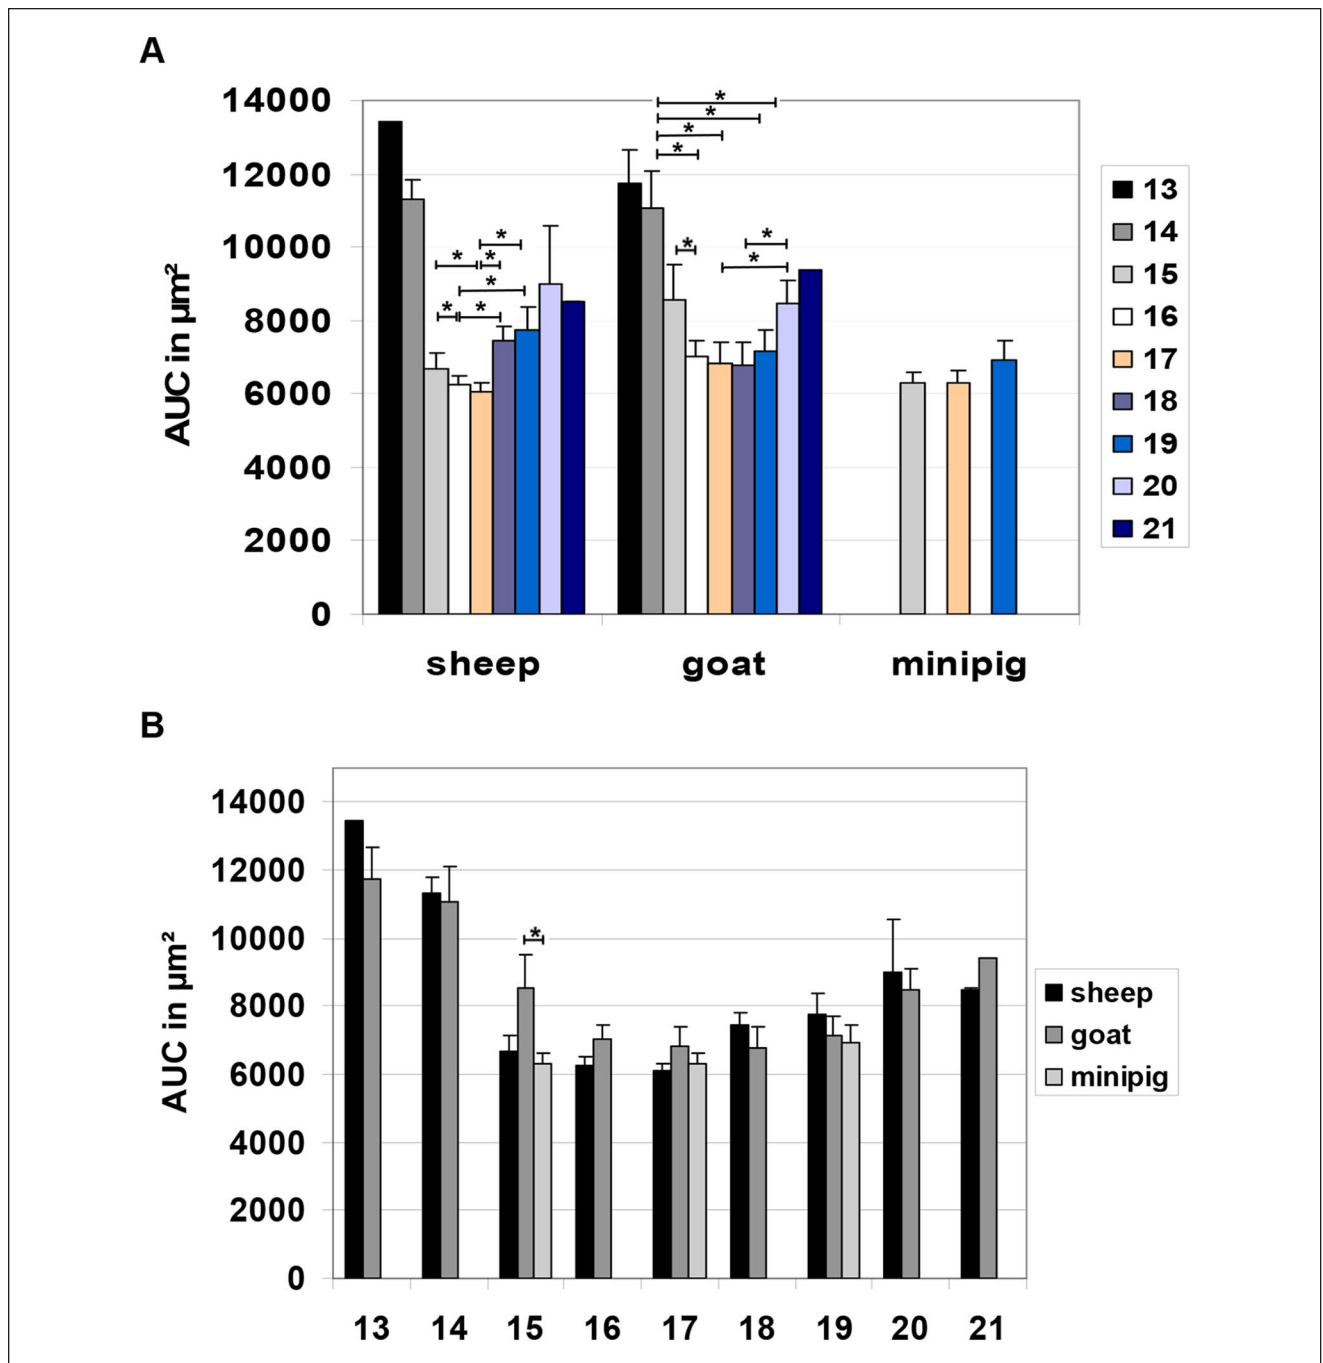 A
14000
12000
10000
8000
6000
4000
2000
0
AUC in µm²
* * * *
* * * * * *
* * *
sheep goat minipig
13
14
15
16
17
18
19
20
21
B
14000
12000
10000
8000
6000
4000
2000
0
AUC in µm²
*
13 14 15 16 17 18 19 20 21
sheep
goat
minipig